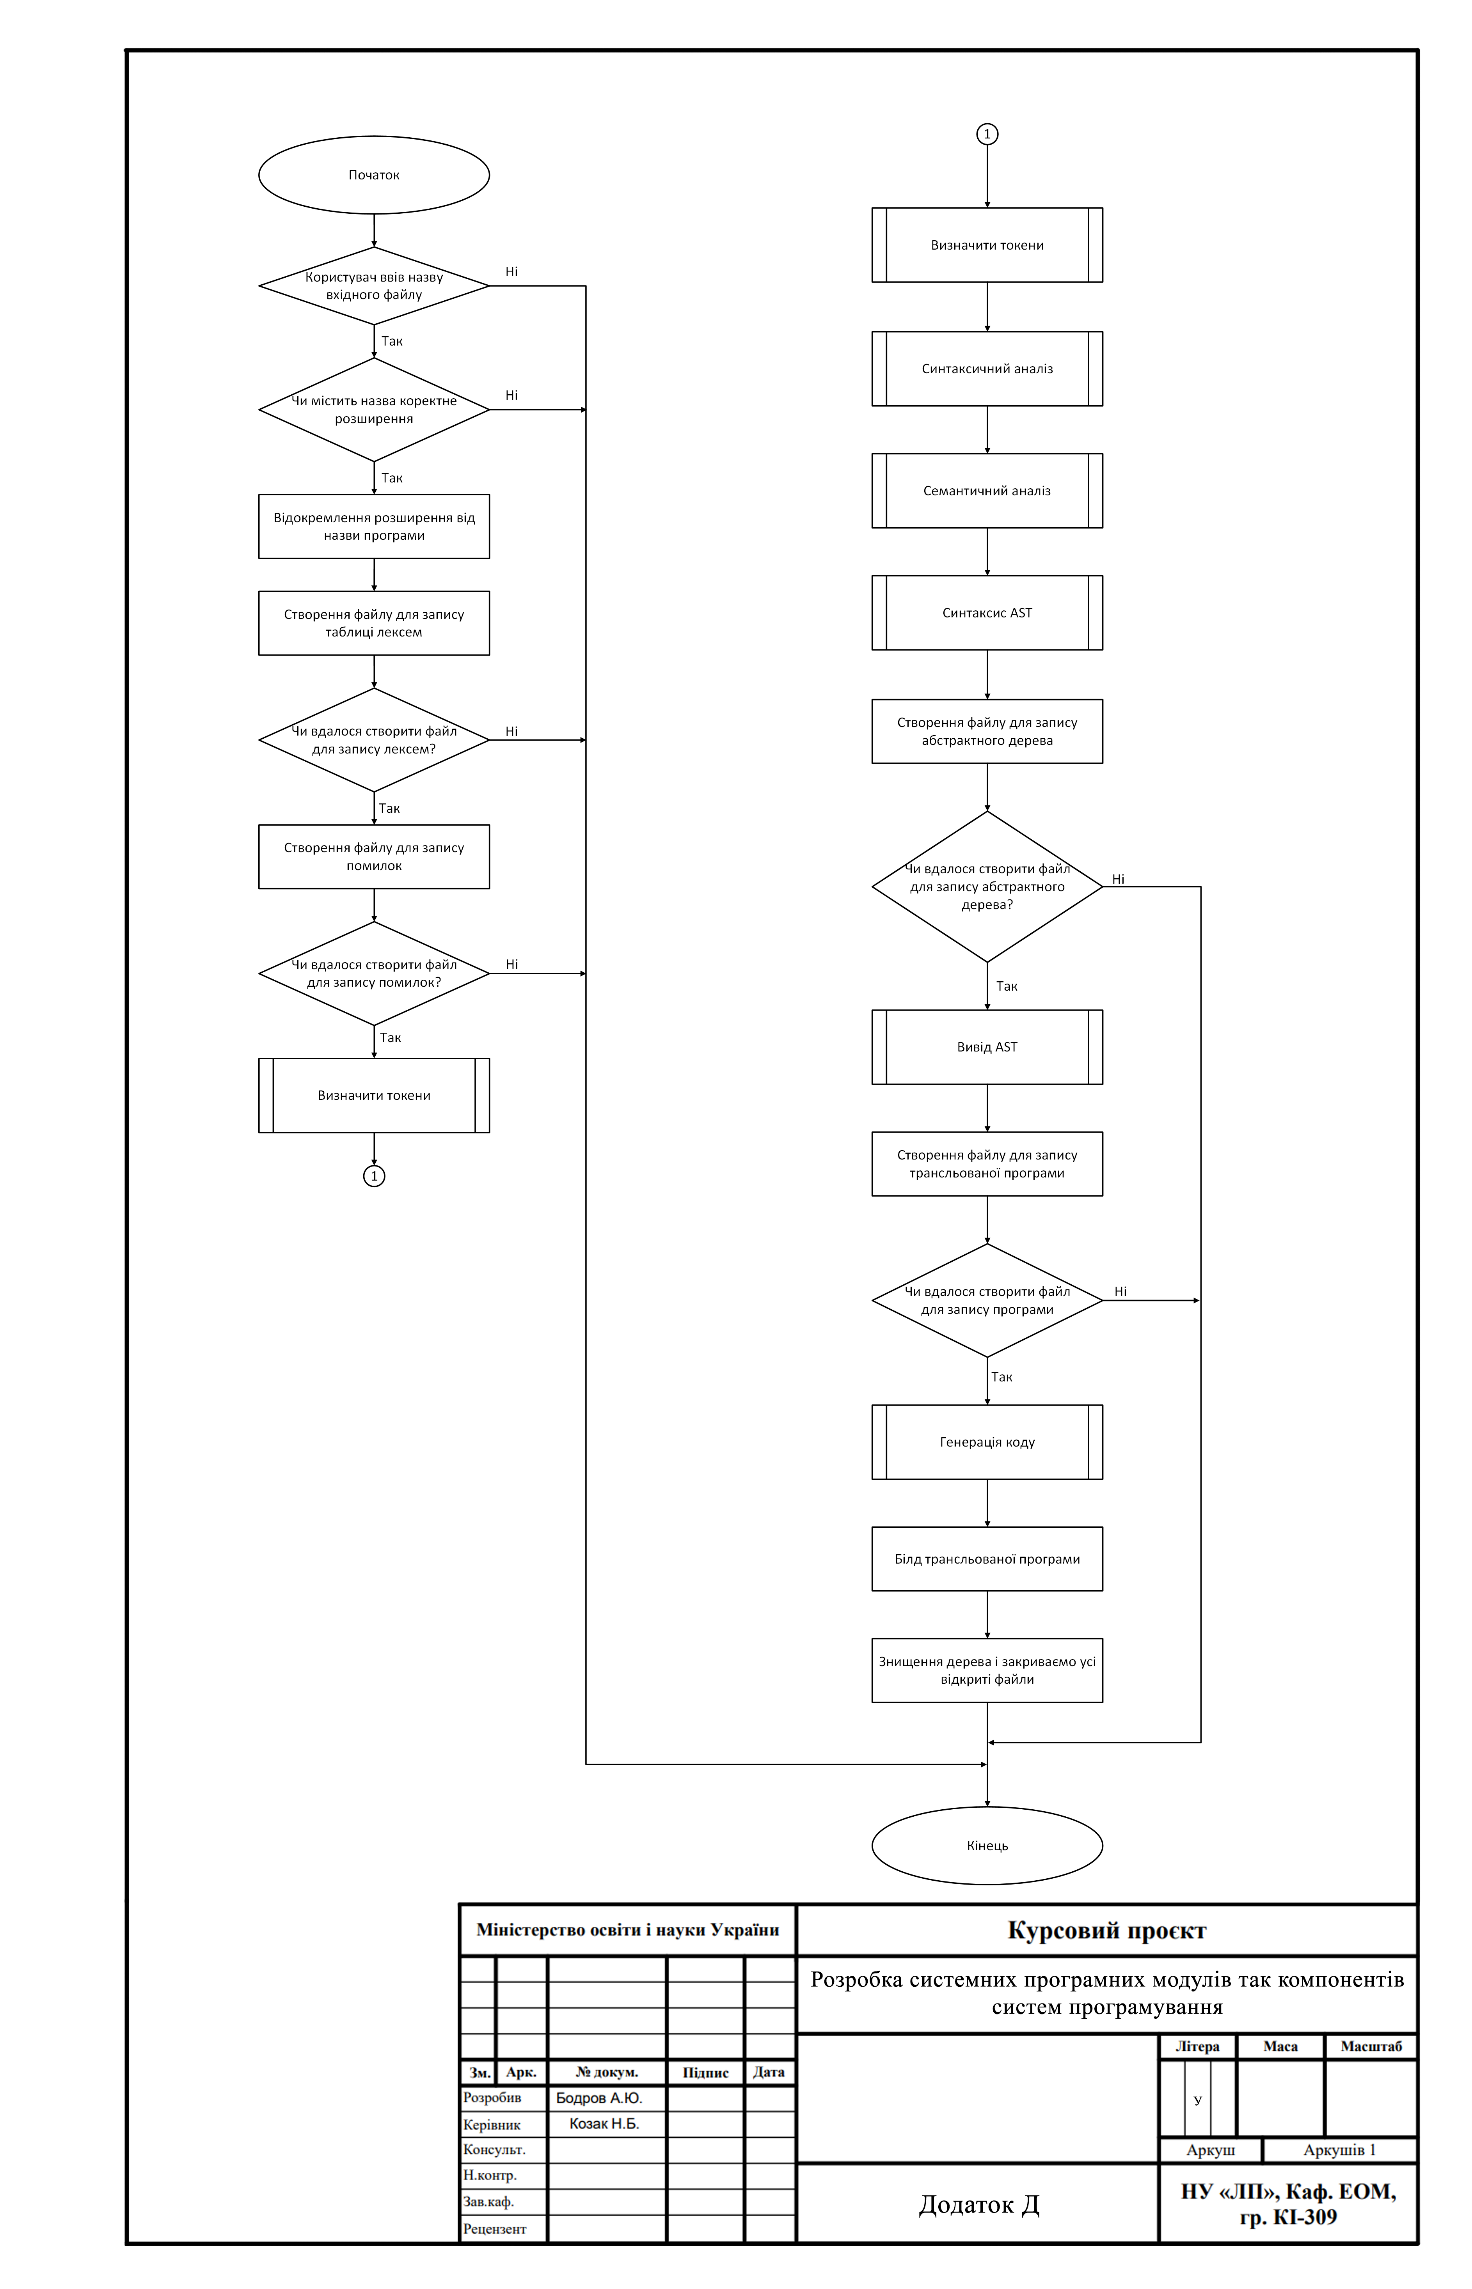 Початок
Користувач ввів назву
вхідного файлу
Ні
Так
Чи містить назва коректне
розширення
Ні
Так
Відокремлення розширення від
назви програми
Створення файлу для запису
таблиці лексем
Чи вдалося створити файл
для запису лексем?
Ні
Так
Створення файлу для запису
помилок
Чи вдалося створити файл
для запису помилок?
Ні
Так
Визначити токени
1
1
Визначити токени
Синтаксичний аналіз
Семантичний аналіз
Синтаксис AST
Створення файлу для запису
абстрактного дерева
Чи вдалося створити файл
для запису абстрактного
дерева?
Ні
Так
Вивід AST
Створення файлу для запису
трансльованої програми
Чи вдалося створити файл
для запису програми
Ні
Так
Генерація коду
Білд трансльованої програми
Знищення дерева і закриваємо усі
відкриті файли
Кінець
Міністерство освіти і науки України
Курсовий проєкт
Розробка системних програмних модулів так компонентів
систем програмування
Літера Маса Масштаб
Зм. Арк. № докум. Підпис Дата
Розробив Бодров А.Ю.
У
Керівник Козак Н.Б.
Консульт.
Аркуш Аркушів 1
Н.контр.
Зав.каф.
Рецензент
Додаток Д
НУ «ЛП», Каф. ЕОМ,
гр. КІ-309